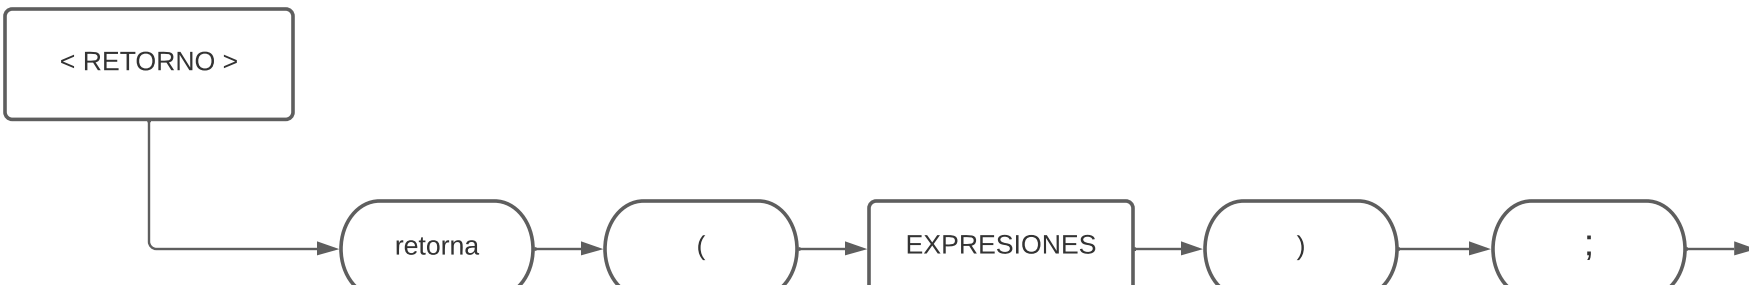 < RETORNO >
retorna ( EXPRESIONES ) ;